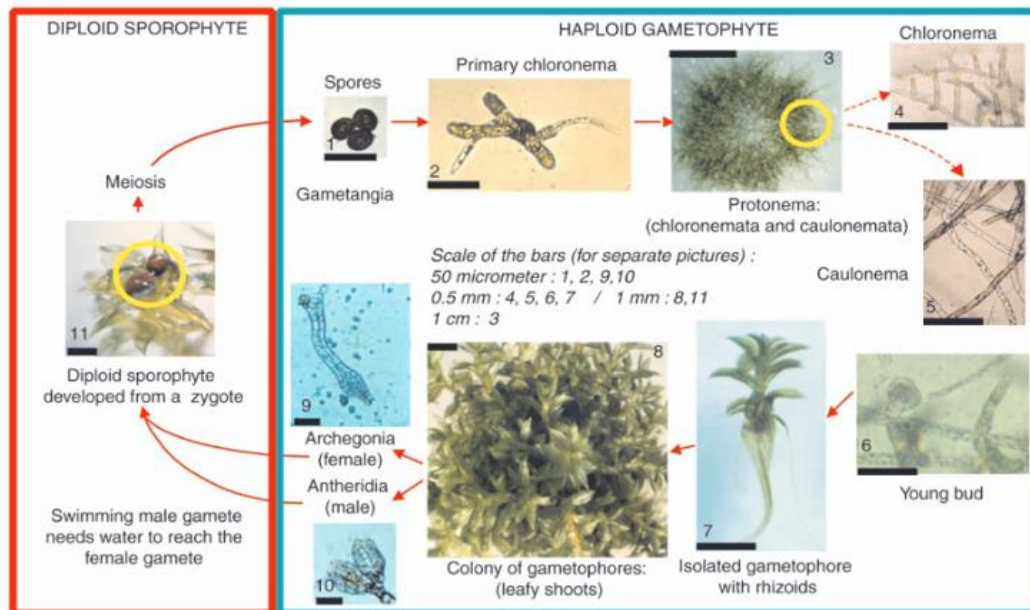 DIPLOID SPOROPHYTE
Meiosis
11
Diploid sporophyte
developed from a zygote
Swimming male gamete
needs water to reach the
female gamete
HAPLOID GAMETOPHYTE
Spores
1
Gametangia
Primary chloronema
2
3
Protonema:
(chloronemata and caulonemata)
Chloronema
4
Caulonema
5
Scale of the bars (for separate pictures) :
50 micrometer : 1, 2, 9,10
0.5 mm : 4, 5, 6, 7 / 1 mm : 8,11
1 cm : 3
6
Young bud
7
Isolated gametophore
with rhizoids
8
Colony of gametophores:
(leafy shoots)
9
Archegonia
(female)
Antheridia
(male)
10